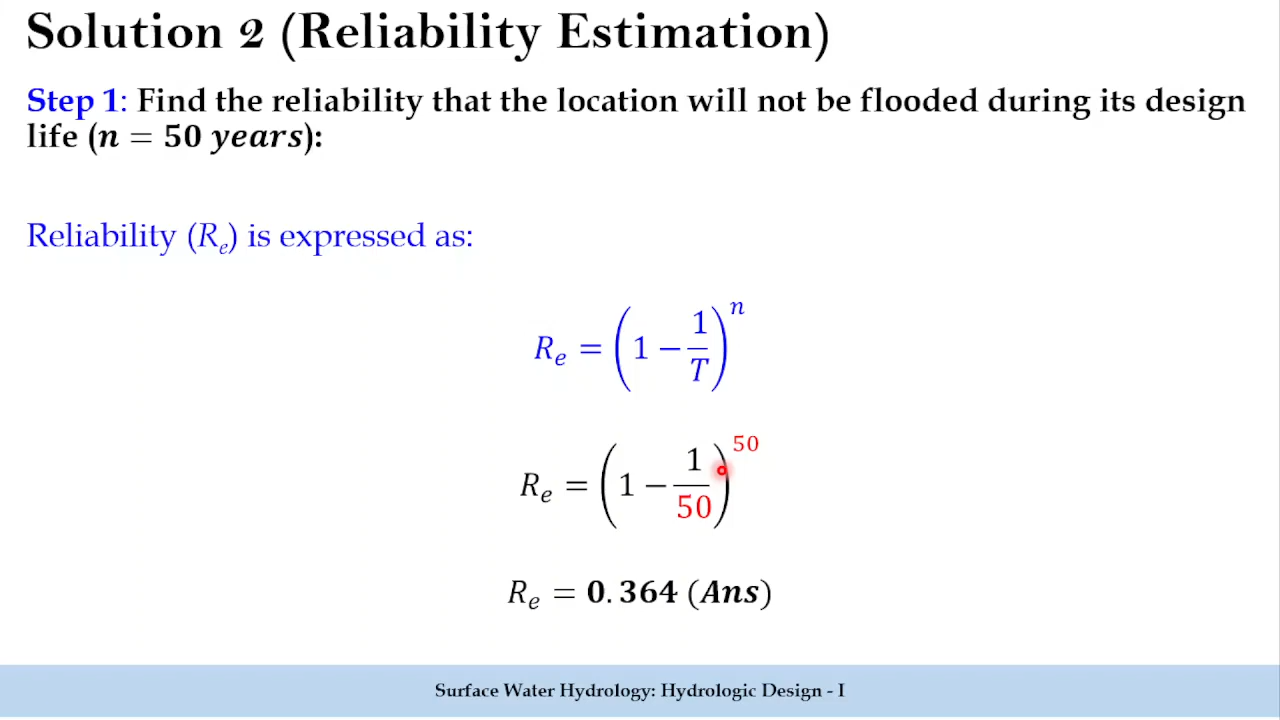 Solution 2 (Reliability Estimation)
Step 1: Find the reliability that the location will not be flooded during its design
life (n = 50 years):
Reliability (Rₑ) is expressed as:
Rₑ = (1 − 1/T)ⁿ
Rₑ = (1 − 1/50)⁵⁰
Rₑ = 0.364 (Ans)
Surface Water Hydrology: Hydrologic Design - I